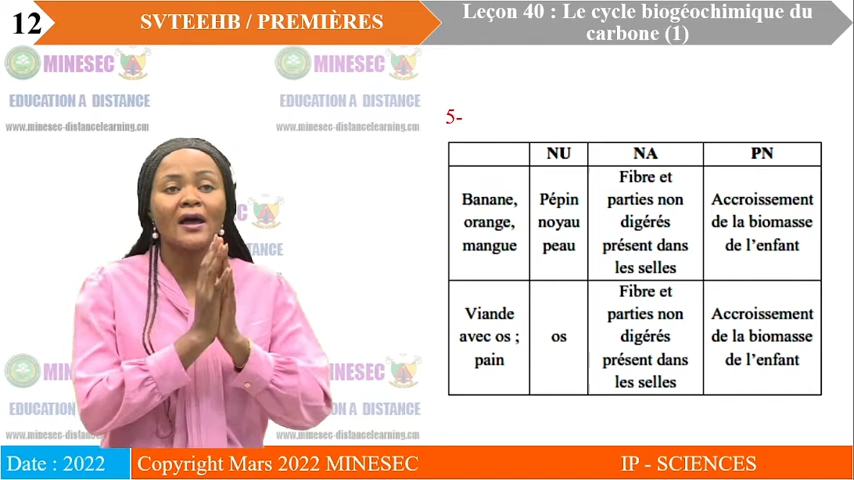 12
SVTEEHB / PREMIÈRES
Leçon 40 : Le cycle biogéochimique du
carbone (1)
MINESEC
MINESEC
EDUCATION A DISTANCE
EDUCATION A DISTANCE
www.minesec-distancelearning.cm
www.minesec-distancelearning.cm
5-
NU
NA
PN
Banane,
orange,
mangue
Pépin
noyau
peau
Fibre et
parties non
digérés
présent dans
les selles
Accroissement
de la biomasse
de l'enfant
Viande
avec os ;
pain
os
Fibre et
parties non
digérés
présent dans
les selles
Accroissement
de la biomasse
de l'enfant
Date : 2022
Copyright Mars 2022 MINESEC
IP - SCIENCES